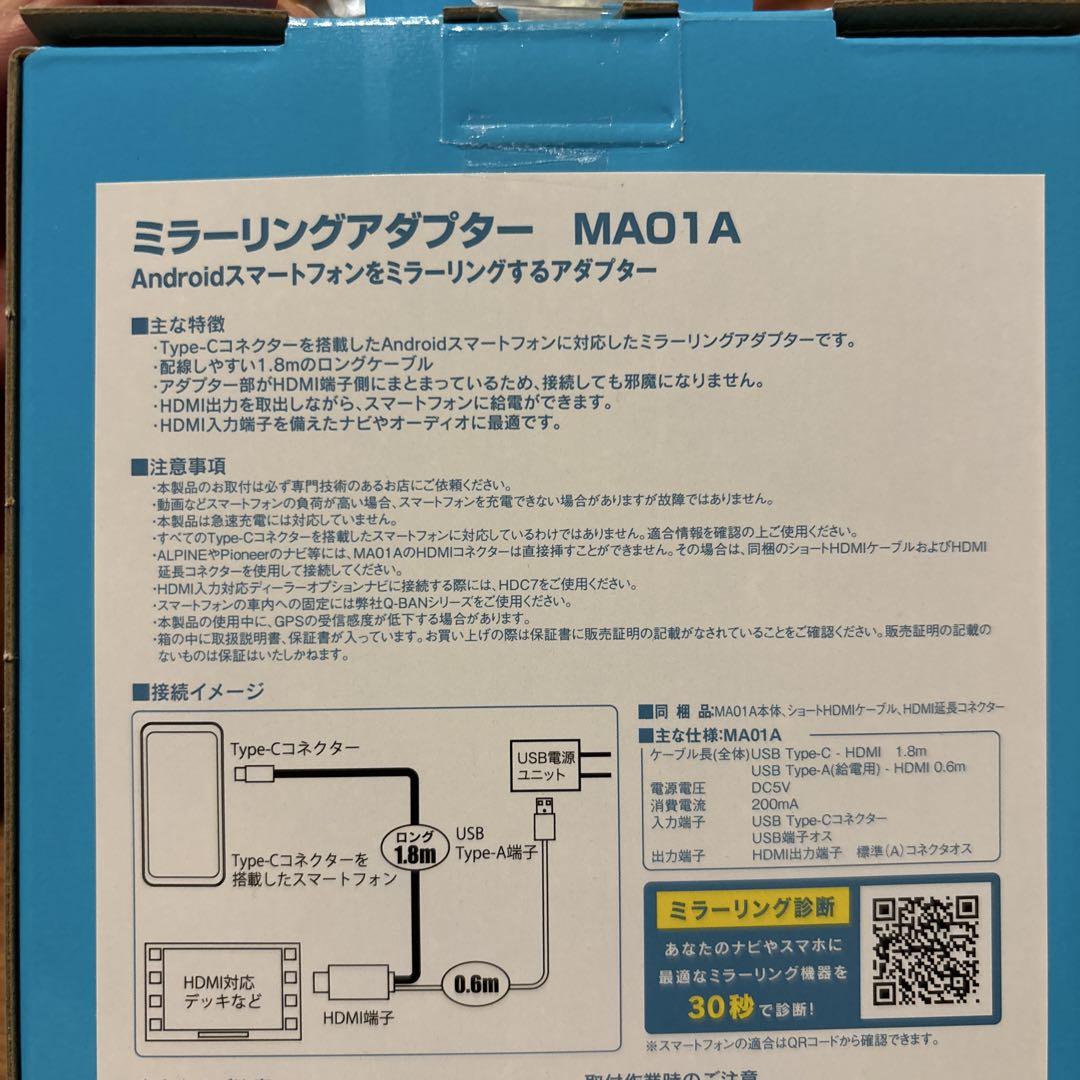 ミラーリングアダプター MA01A
Androidスマートフォンをミラーリングするアダプター
■主な特徴
・Type-Cコネクターを搭載したAndroidスマートフォンに対応したミラーリングアダプターです。
・配線しやすい1.8mのロングケーブル
・アダプター部がHDMI端子側にまとまっているため、接続しても邪魔になりません。
・HDMI出力を取出しながら、スマートフォンに給電ができます。
・HDMI入力端子を備えたナビやオーディオに最適です。
■注意事項
・本製品のお取付は必ず専門技術のあるお店にご依頼ください。
・動画などスマートフォンの負荷が高い場合、スマートフォンを充電できない場合がありますが故障ではありません。
・本製品は急速充電には対応していません。
・すべてのType-Cコネクターを搭載したスマートフォンに対応しているわけではありません。適合情報を確認の上ご使用ください。
・ALPINEやPioneerのナビ等には、MA01AのHDMIコネクターは直接挿すことができません。その場合は、同梱のショートHDMIケーブルおよびHDMI
延長コネクターを使用して接続してください。
・HDMI入力対応ディーラーオプションナビに接続する際には、HDC7をご使用ください。
・スマートフォンの車内への固定には弊社Q-BANシリーズをご使用ください。
・本製品の使用中に、GPSの受信感度が低下する場合があります。
・箱の中に取扱説明書、保証書が入っています。お買い上げの際は保証書に販売証明の記載がなされていることをご確認ください。販売証明の記載の
ないものは保証はいたしかねます。
■接続イメージ
Type-Cコネクター
USB電源
ユニット
ロング
1.8m
USB
Type-A端子
Type-Cコネクターを
搭載したスマートフォン
HDMI対応
デッキなど
HDMI端子
0.6m
■同 梱 品:MA01A本体、ショートHDMIケーブル、HDMI延長コネクター
■主な仕様:MA01A
ケーブル長(全体) USB Type-C - HDMI 1.8m
USB Type-A(給電用) - HDMI 0.6m
電源電圧 DC5V
消費電流 200mA
入力端子 USB Type-Cコネクター
USB端子オス
出力端子 HDMI出力端子 標準(A)コネクタオス
ミラーリング診断
あなたのナビやスマホに
最適なミラーリング機器を
30秒で診断!
※スマートフォンの適合はQRコードから確認できます。
取付作業時のご注意